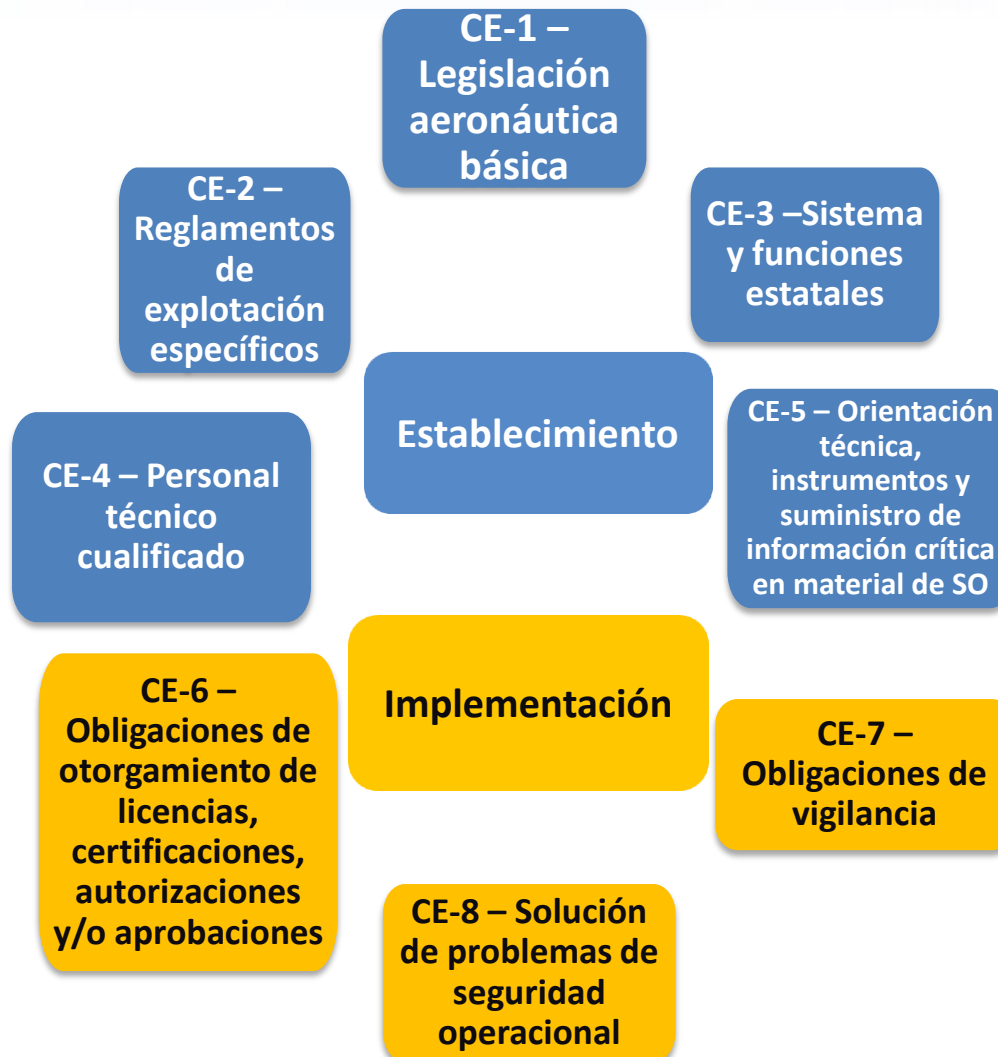 CE-1 –
Legislación
aeronáutica
básica
CE-2 –
Reglamentos
de
explotación
específicos
CE-3 –Sistema
y funciones
estatales
Establecimiento
CE-4 – Personal
técnico
cualificado
CE-5 – Orientación
técnica,
instrumentos y
suministro de
información crítica
en material de SO
Implementación
CE-6 –
Obligaciones de
otorgamiento de
licencias,
certificaciones,
autorizaciones
y/o aprobaciones
CE-7 –
Obligaciones de
vigilancia
CE-8 – Solución
de problemas de
seguridad
operacional